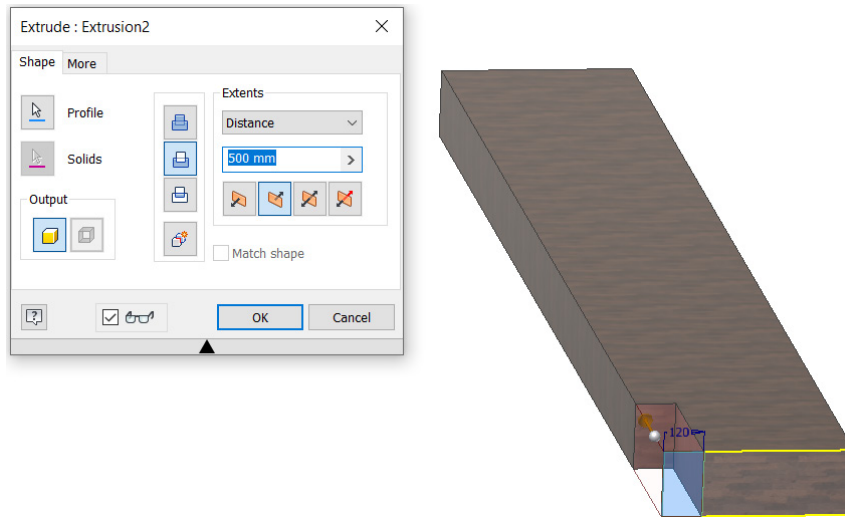 Extrude : Extrusion2
Shape More
Extents
Profile
Distance
Solids
500 mm
Output
Match shape
OK Cancel
120